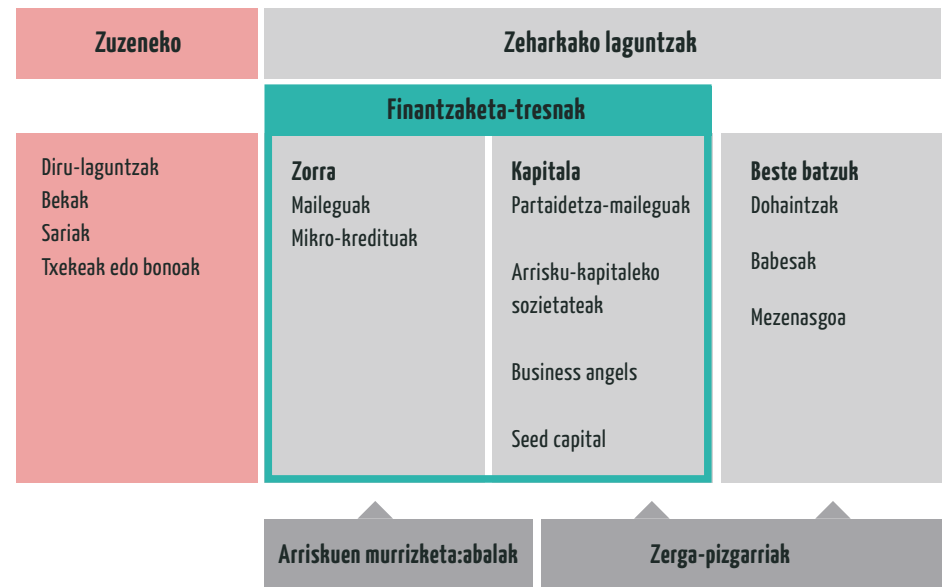 Zuzeneko
Zeharkako laguntzak
Finantzaketa-tresnak
Diru-laguntzak
Bekak
Sariak
Txekeak edo bonoak
Zorra
Maileguak
Mikro-kredituak
Kapitala
Partaidetza-maileguak
Arrisku-kapitaleko
sozietateak
Business angels
Seed capital
Beste batzuk
Dohaintzak
Babesak
Mezenasgoa
Arriskuen murrizketa:abalak
Zerga-pizgarriak